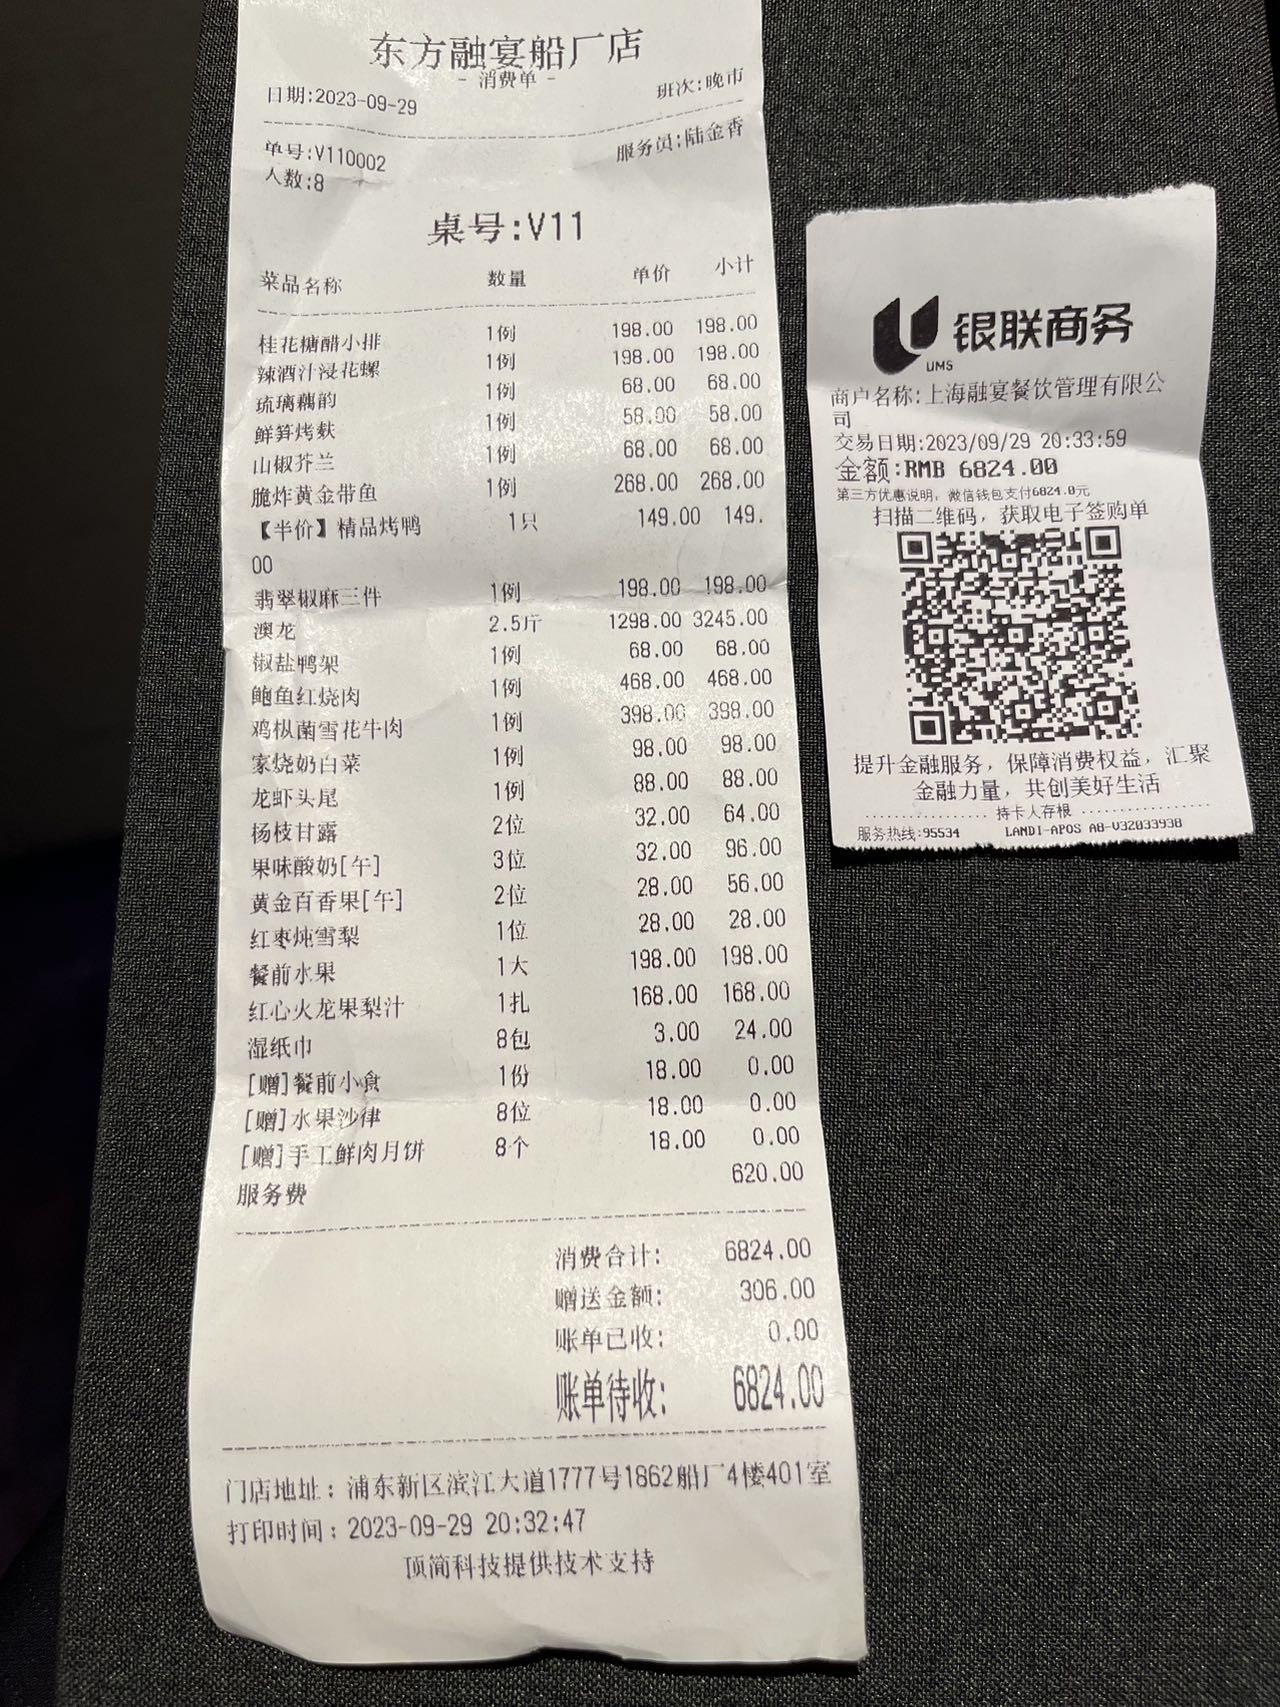 东方融宴船厂店
- 消费单 -
日期:2023-09-29 班次:晚市
单号:V110002 服务员:陆金香
人数:8
桌号:V11
菜品名称 数量 单价 小计
桂花糖醋小排 1例 198.00 198.00
辣酒汁浸花螺 1例 198.00 198.00
琉璃藕韵 1例 68.00 68.00
鲜笋烤麸 1例 58.00 58.00
山椒芥兰 1例 68.00 68.00
脆炸黄金带鱼 1例 268.00 268.00
【半价】精品烤鸭 1只 149.00 149.
00
翡翠椒麻三件 1例 198.00 198.00
澳龙 2.5斤 1298.00 3245.00
椒盐鸭架 1例 68.00 68.00
鲍鱼红烧肉 1例 468.00 468.00
鸡枞菌雪花牛肉 1例 398.00 398.00
家烧奶白菜 1例 98.00 98.00
龙虾头尾 1例 88.00 88.00
杨枝甘露 2位 32.00 64.00
果味酸奶[午] 3位 32.00 96.00
黄金百香果[午] 2位 28.00 56.00
红枣炖雪梨 1位 28.00 28.00
餐前水果 1大 198.00 198.00
红心火龙果梨汁 1扎 168.00 168.00
湿纸巾 8包 3.00 24.00
[赠]餐前小食 1份 18.00 0.00
[赠]水果沙律 8位 18.00 0.00
[赠]手工鲜肉月饼 8个 18.00 0.00
服务费 620.00
消费合计: 6824.00
赠送金额: 306.00
账单已收: 0.00
账单待收: 6824.00
门店地址：浦东新区滨江大道1777号1862船厂4楼401室
打印时间：2023-09-29 20:32:47
顶简科技提供技术支持
银联商务
UMS
商户名称:上海融宴餐饮管理有限公
司
交易日期:2023/09/29 20:33:59
金额:RMB 6824.00
第三方优惠说明，微信钱包支付6824.0元
扫描二维码，获取电子签购单
提升金融服务，保障消费权益，汇聚
金融力量，共创美好生活
持卡人存根
服务热线:95534 LANDI-APOS A8-V32033938